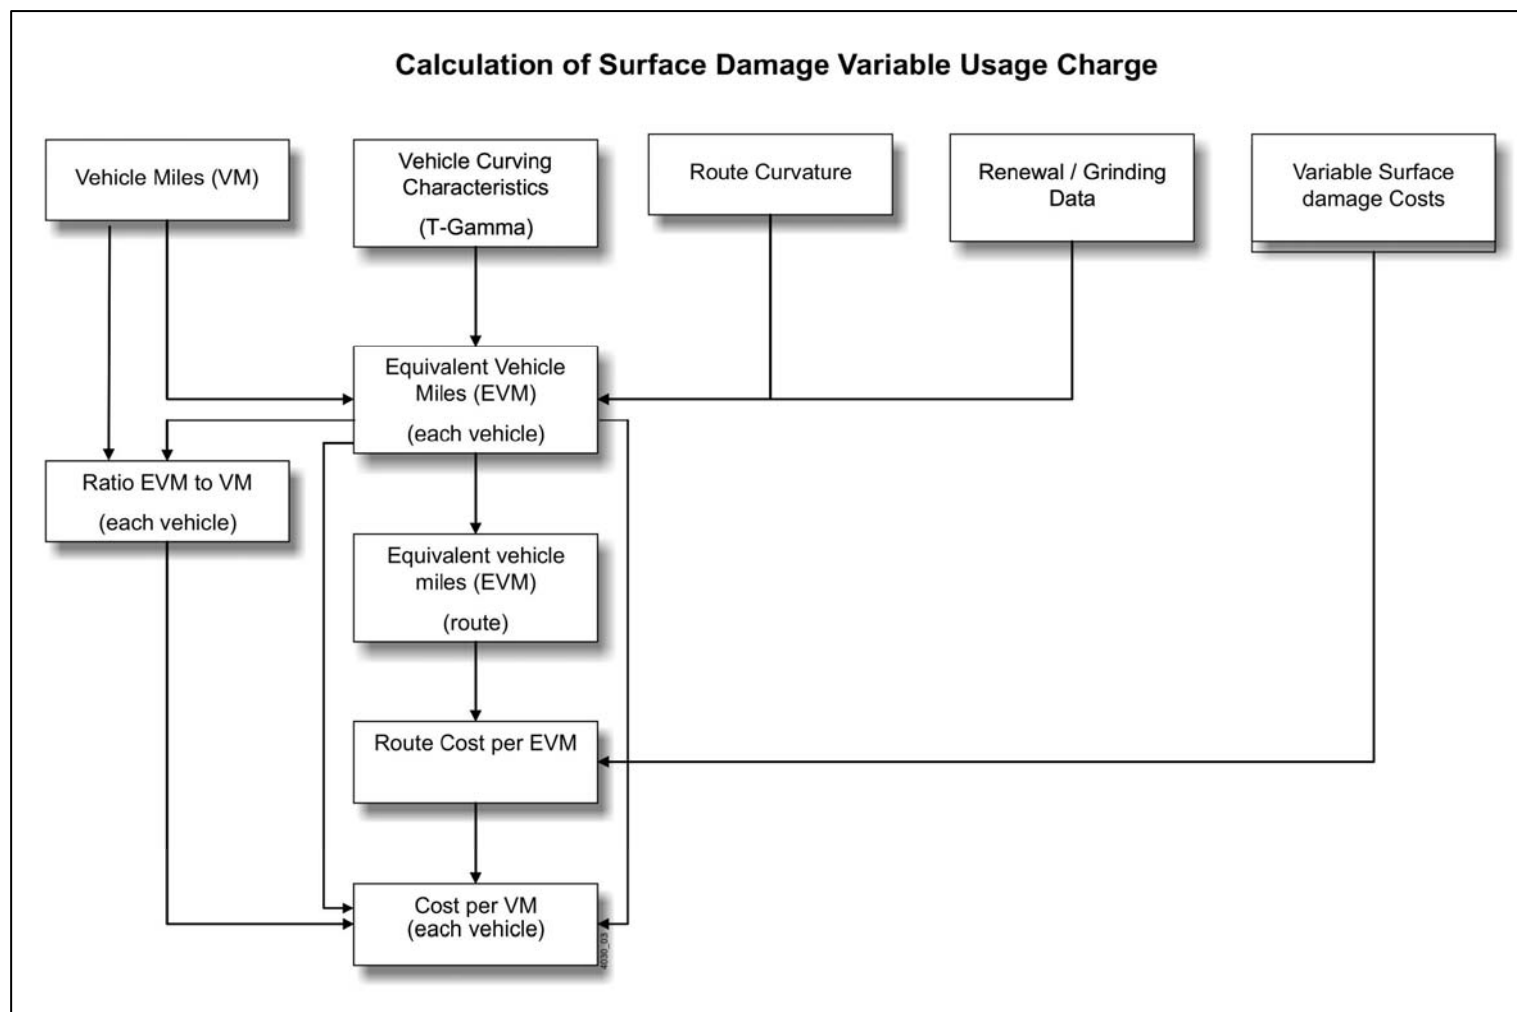 Calculation of Surface Damage Variable Usage Charge
Vehicle Miles (VM)
Vehicle Curving
Characteristics
(T-Gamma)
Route Curvature
Renewal / Grinding
Data
Variable Surface
damage Costs
Equivalent Vehicle
Miles (EVM)
(each vehicle)
Ratio EVM to VM
(each vehicle)
Equivalent vehicle
miles (EVM)
(route)
Route Cost per EVM
Cost per VM
(each vehicle)
4030_03